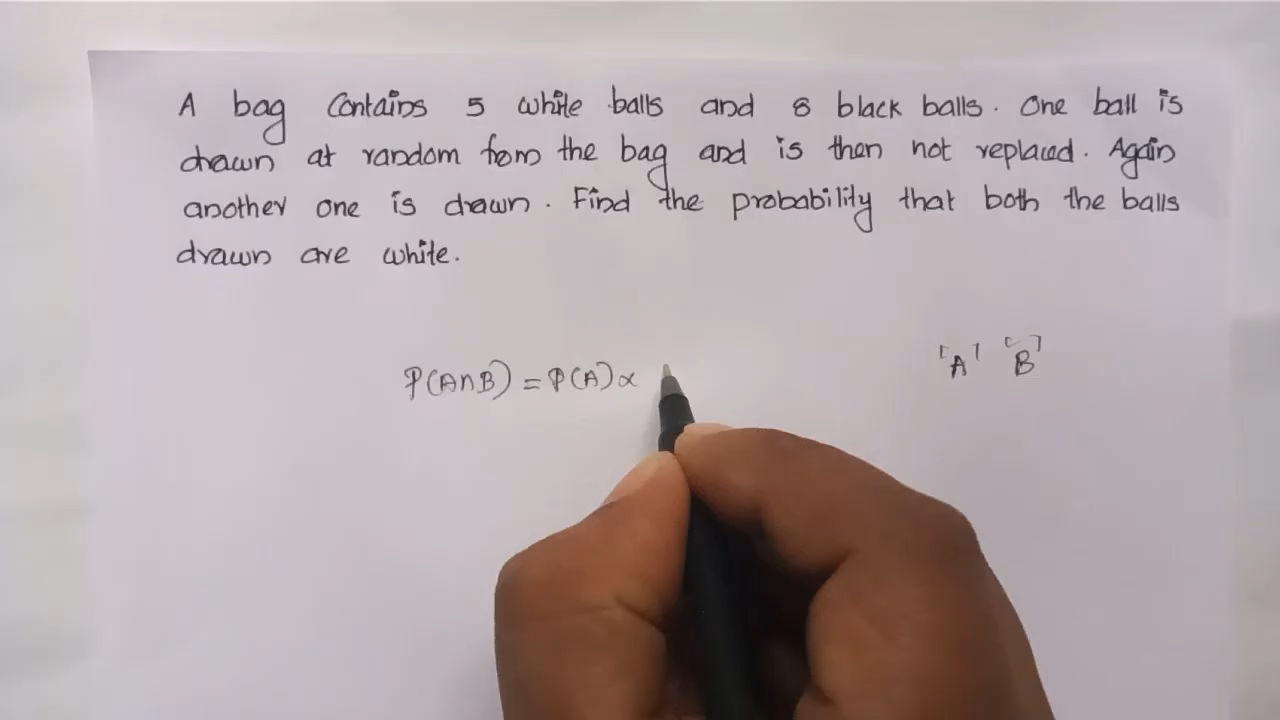 A bag Contains 5 white balls and 8 black balls. One ball is
drawn at random from the bag and is then not replaced. Again
another one is drawn. Find the probability that both the balls
drawn are white.
P(A∩B) = P(A) ×
[A] [B]